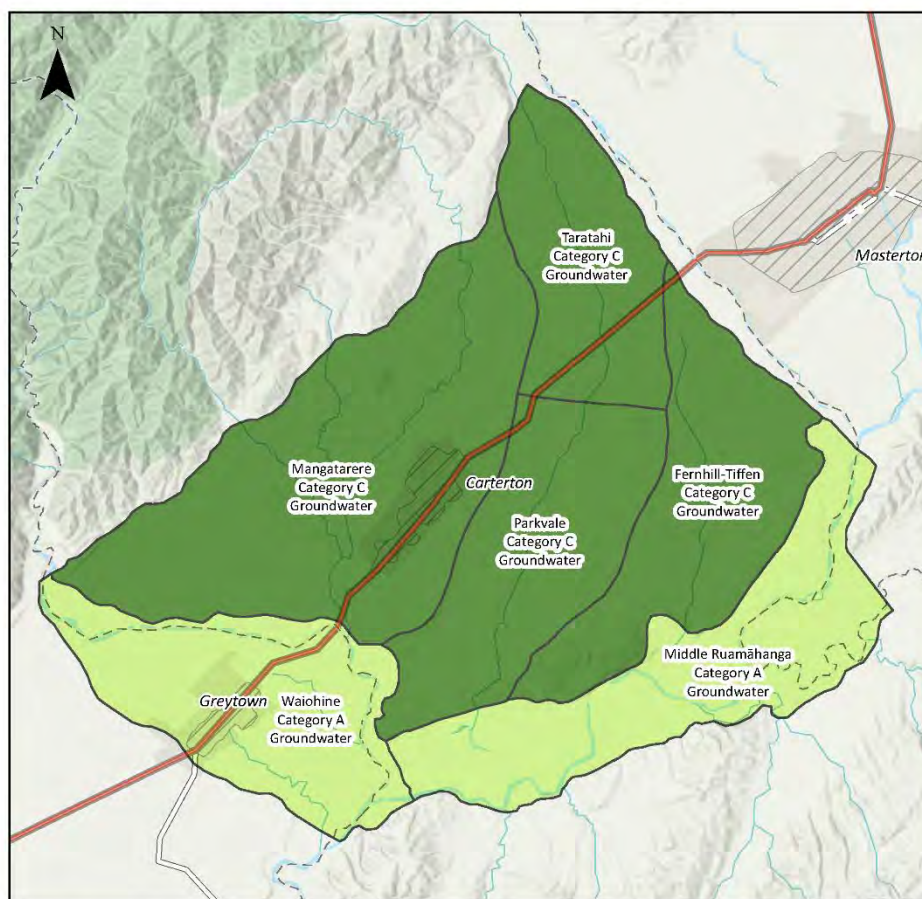 N
Taratahi
Category C
Groundwater
Masterton
Mangatarere
Category C
Groundwater
Carterton
Fernhill-Tiffen
Category C
Groundwater
Parkvale
Category C
Groundwater
Middle Ruamāhanga
Category A
Groundwater
Greytown
Waiohine
Category A
Groundwater